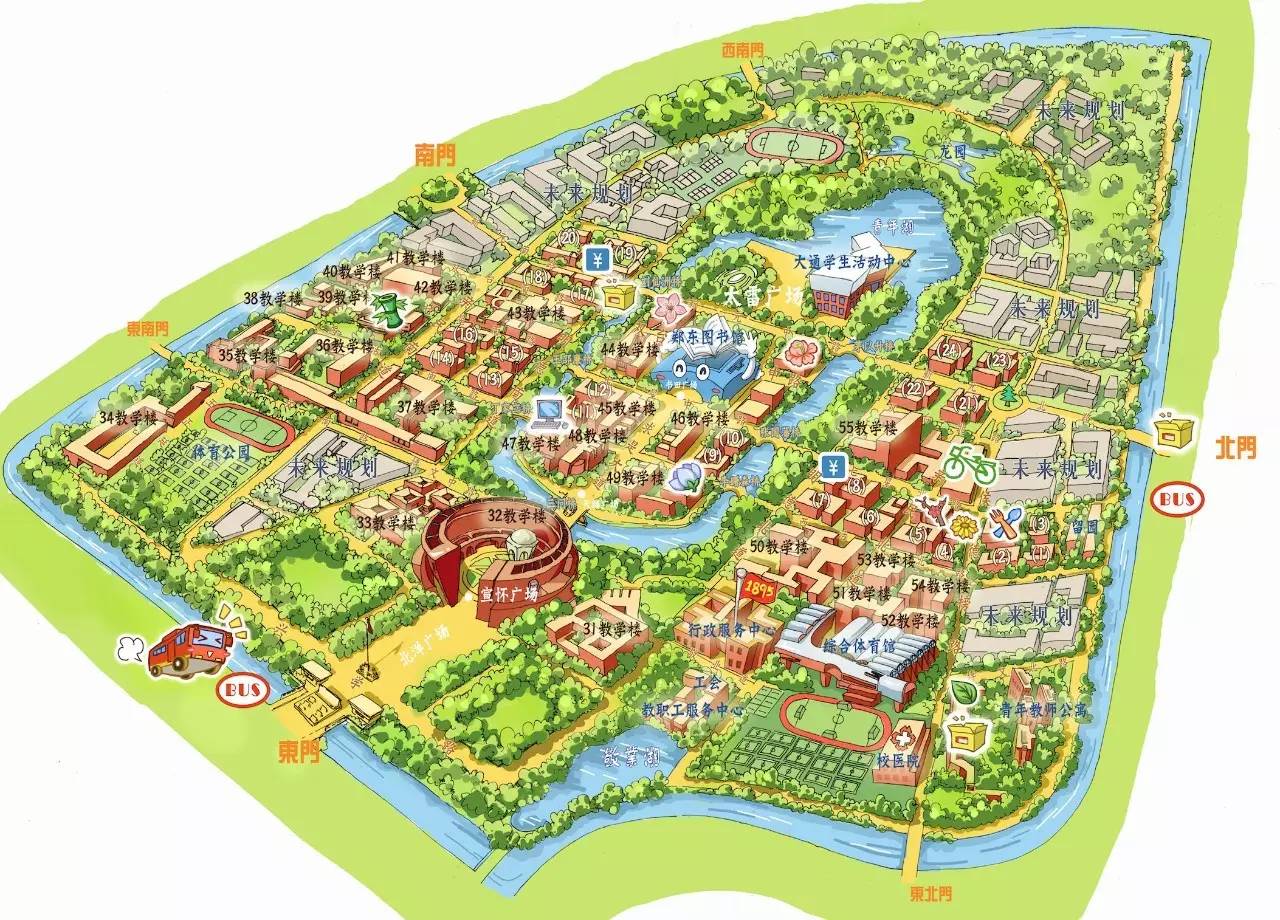 西南門
未来规划
龙园
南門
未来规划
青年湖
大通学生活动中心
(20)
(19)
¥
(18)
(17)
41教学楼
40教学楼
42教学楼
38教学楼
39教学楼
太雷广场
未来规划
43教学楼
東南門
(16)
36教学楼
35教学楼
(14)
(15)
(13)
44教学楼
郑东图书馆
书田广场
(24)
(23)
(22)
(21)
(12)
(11)
45教学楼
37教学楼
34教学楼
46教学楼
55教学楼
体育公园
47教学楼
48教学楼
(10)
(9)
北門
未来规划
未来规划
¥
49教学楼
(8)
(7)
BUS
(6)
33教学楼
32教学楼
(5)
(4)
(3)
(2)
(1)
留园
50教学楼
53教学楼
54教学楼
51教学楼
52教学楼
宣怀广场
1895
31教学楼
行政服务中心
未来规划
综合体育馆
北洋广场
BUS
工会
教职工服务中心
青年教师公寓
東門
敬業湖
校医院
東北門